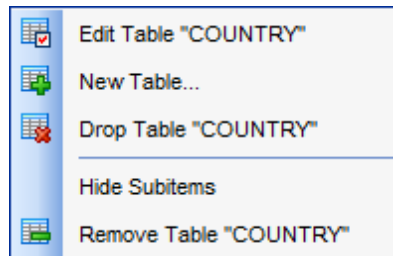 Edit Table "COUNTRY"
New Table...
Drop Table "COUNTRY"
Hide Subitems
Remove Table "COUNTRY"